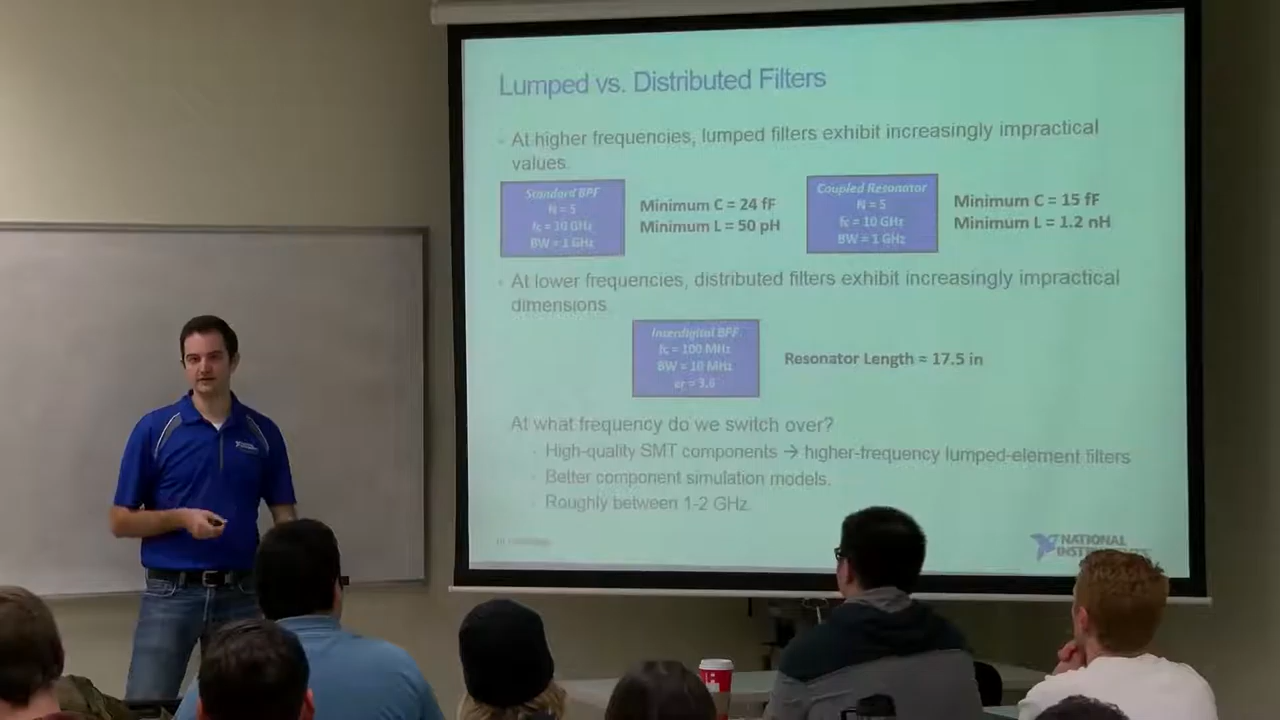 Lumped vs. Distributed Filters
At higher frequencies, lumped filters exhibit increasingly impractical
values.
Standard BPF
N = 5
fc = 10 GHz
BW = 1 GHz
Minimum C = 24 fF
Minimum L = 50 pH
Coupled Resonator
N = 5
fc = 10 GHz
BW = 1 GHz
Minimum C = 15 fF
Minimum L = 1.2 nH
At lower frequencies, distributed filters exhibit increasingly impractical
dimensions
Interdigital BPF
fc = 100 MHz
BW = 10 MHz
er = 3.6
Resonator Length = 17.5 in
At what frequency do we switch over?
High-quality SMT components → higher-frequency lumped-element filters
Better component simulation models.
Roughly between 1-2 GHz
NATIONAL
INSTRUMENTS